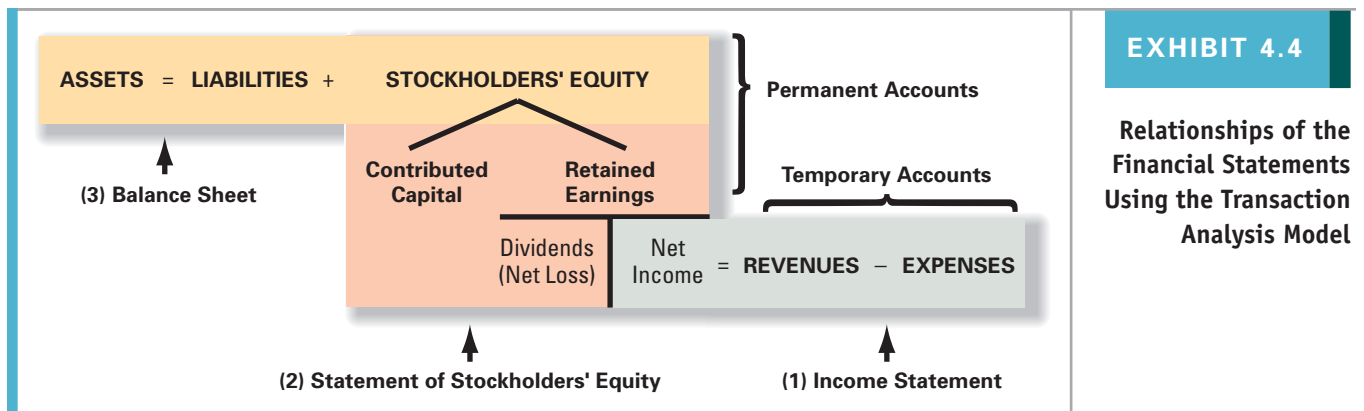 ASSETS = LIABILITIES + STOCKHOLDERS' EQUITY
Permanent Accounts
Contributed
Capital
Retained
Earnings
(3) Balance Sheet
Temporary Accounts
Dividends
(Net Loss)
Net
Income
= REVENUES – EXPENSES
(2) Statement of Stockholders' Equity
(1) Income Statement
EXHIBIT 4.4
Relationships of the
Financial Statements
Using the Transaction
Analysis Model